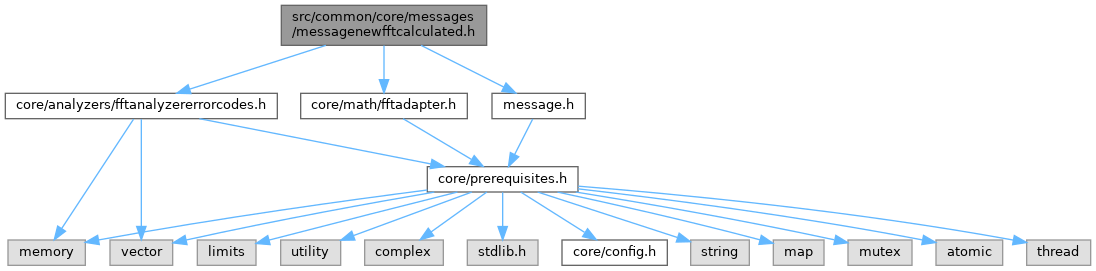 src/common/core/messages
/messagenewfftcalculated.h
core/analyzers/fftanalyzererrorcodes.h
core/math/fftadapter.h
message.h
core/prerequisites.h
memory
vector
limits
utility
complex
stdlib.h
core/config.h
string
map
mutex
atomic
thread